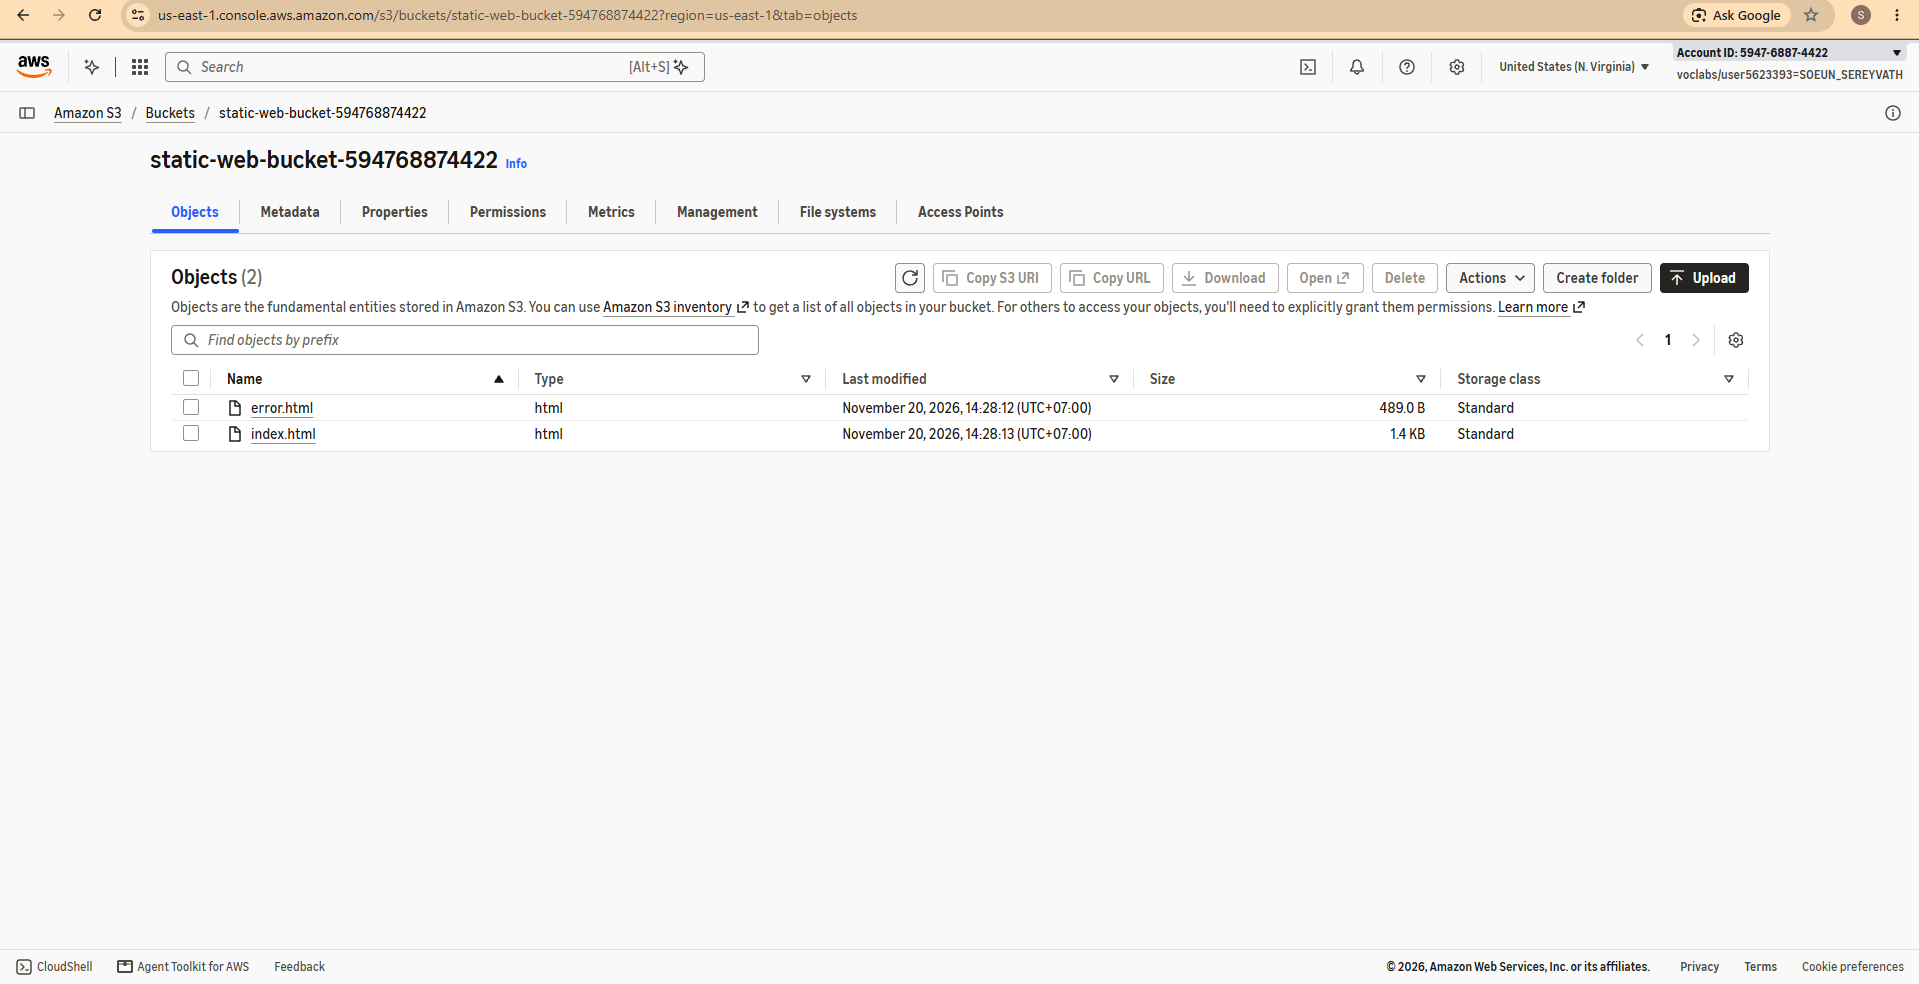 us-east-1.console.aws.amazon.com/s3/buckets/static-web-bucket-594768874422?region=us-east-1&tab=objects
Ask Google
S
aws
Search
[Alt+S]
United States (N. Virginia)
Account ID: 5947-6887-4422
voclabs/user5623393=SOEUN_SEREYVATH
Amazon S3 / Buckets / static-web-bucket-594768874422
static-web-bucket-594768874422 Info
Objects Metadata Properties Permissions Metrics Management File systems Access Points
Objects (2)
Copy S3 URI Copy URL Download Open Delete Actions Create folder Upload
Objects are the fundamental entities stored in Amazon S3. You can use Amazon S3 inventory to get a list of all objects in your bucket. For others to access your objects, you'll need to explicitly grant them permissions. Learn more
Find objects by prefix
1
Name Type Last modified Size Storage class
error.html html November 20, 2026, 14:28:12 (UTC+07:00) 489.0 B Standard
index.html html November 20, 2026, 14:28:13 (UTC+07:00) 1.4 KB Standard
CloudShell Agent Toolkit for AWS Feedback © 2026, Amazon Web Services, Inc. or its affiliates. Privacy Terms Cookie preferences